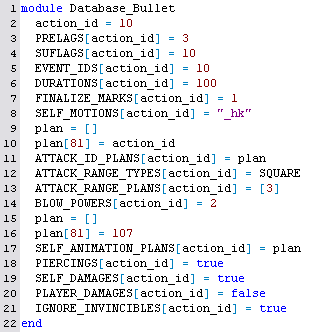 1 module Database_Bullet
2 action_id = 10
3 PRELAGS[action_id] = 3
4 SUFLAGS[action_id] = 10
5 EVENT_IDS[action_id] = 10
6 DURATIONS[action_id] = 100
7 FINALIZE_MARKS[action_id] = 1
8 SELF_MOTIONS[action_id] = "_hk"
9 plan = []
10 plan[81] = action_id
11 ATTACK_ID_PLANS[action_id] = plan
12 ATTACK_RANGE_TYPES[action_id] = SQUARE
13 ATTACK_RANGE_PLANS[action_id] = [3]
14 BLOW_POWERS[action_id] = 2
15 plan = []
16 plan[81] = 107
17 SELF_ANIMATION_PLANS[action_id] = plan
18 PIERCINGS[action_id] = true
19 SELF_DAMAGES[action_id] = true
20 PLAYER_DAMAGES[action_id] = false
21 IGNORE_INVINCIBLES[action_id] = true
22 end